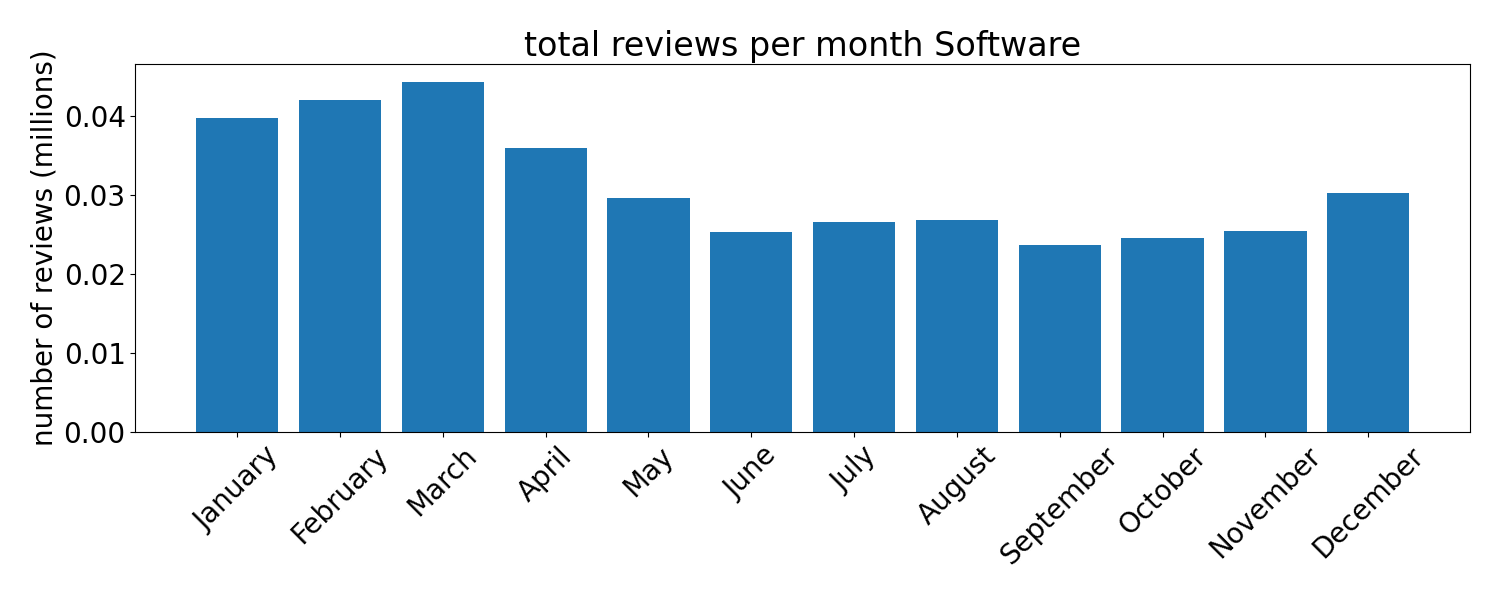 total reviews per month Software
number of reviews (millions)
0.04
0.03
0.02
0.01
0.00
January
February
March
April
May
June
July
August
September
October
November
December